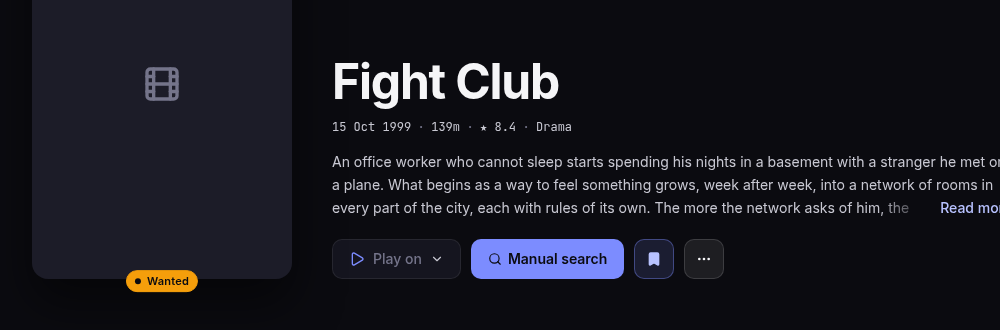 Fight Club
15 Oct 1999 · 139m · ★ 8.4 · Drama
An office worker who cannot sleep starts spending his nights in a basement with a stranger he met
a plane. What begins as a way to feel something grows, week after week, into a network of rooms in
every part of the city, each with rules of its own. The more the network asks of him, the
Read
Play on
Manual search
Wanted